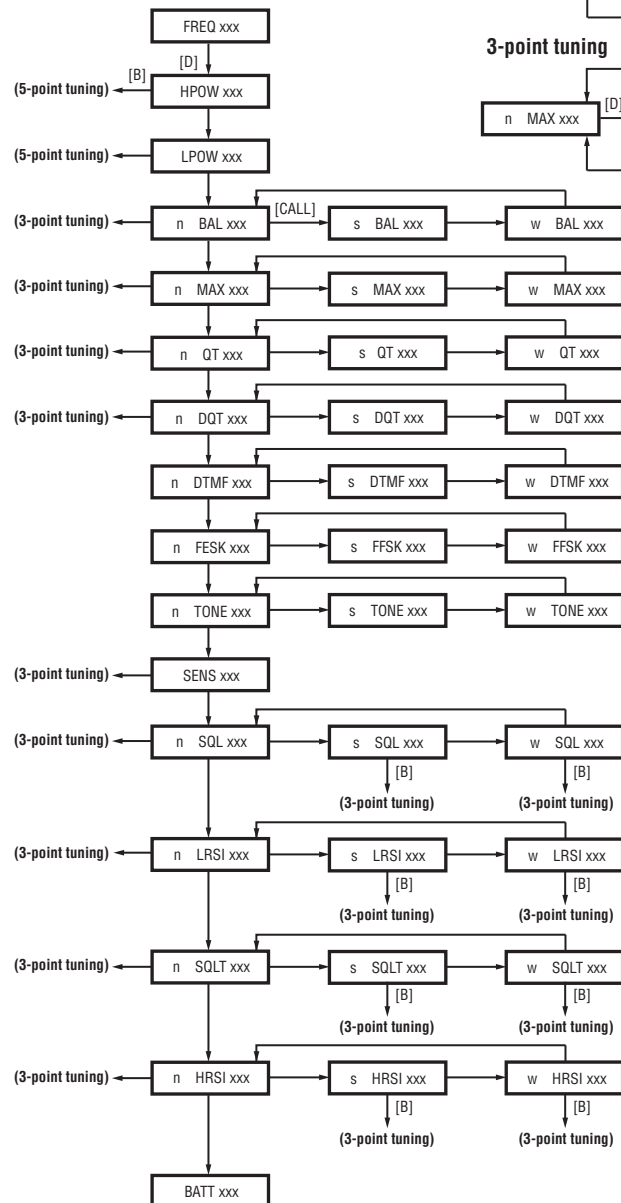 FREQ xxx
[B] [D]
3-point tuning
(5-point tuning) HPOW xxx
n MAX xxx [D]
(5-point tuning) LPOW xxx
[CALL]
(3-point tuning) n BAL xxx s BAL xxx w BAL xxx
(3-point tuning) n MAX xxx s MAX xxx w MAX xxx
(3-point tuning) n QT xxx s QT xxx w QT xxx
(3-point tuning) n DQT xxx s DQT xxx w DQT xxx
n DTMF xxx s DTMF xxx w DTMF xxx
n FESK xxx s FFSK xxx w FFSK xxx
n TONE xxx s TONE xxx w TONE xxx
(3-point tuning) SENS xxx
(3-point tuning) n SQL xxx s SQL xxx w SQL xxx
[B] [B]
(3-point tuning) (3-point tuning)
(3-point tuning) n LRSI xxx s LRSI xxx w LRSI xxx
[B] [B]
(3-point tuning) (3-point tuning)
(3-point tuning) n SQLT xxx s SQLT xxx w SQLT xxx
[B] [B]
(3-point tuning) (3-point tuning)
(3-point tuning) n HRSI xxx s HRSI xxx w HRSI xxx
[B] [B]
(3-point tuning) (3-point tuning)
BATT xxx